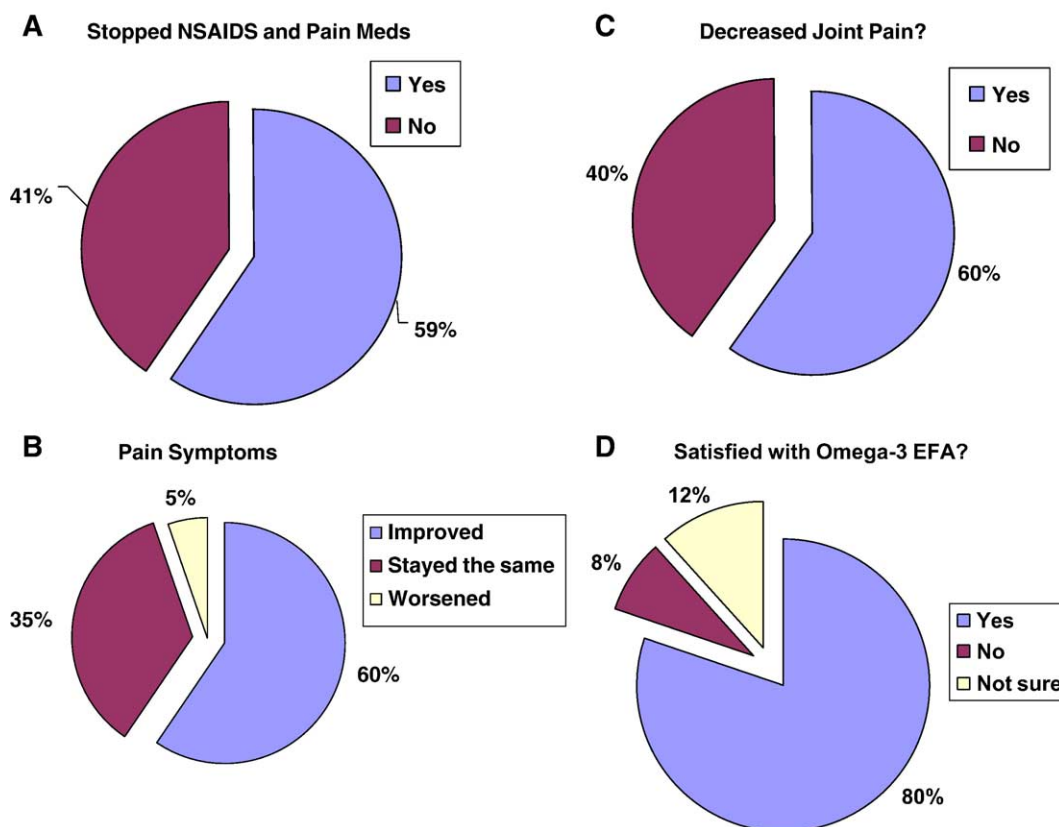 A
Stopped NSAIDS and Pain Meds
Yes
No
41%
59%
C
Decreased Joint Pain?
Yes
No
40%
60%
B
Pain Symptoms
5%
35%
60%
Improved
Stayed the same
Worsened
D
Satisfied with Omega-3 EFA?
12%
8%
80%
Yes
No
Not sure